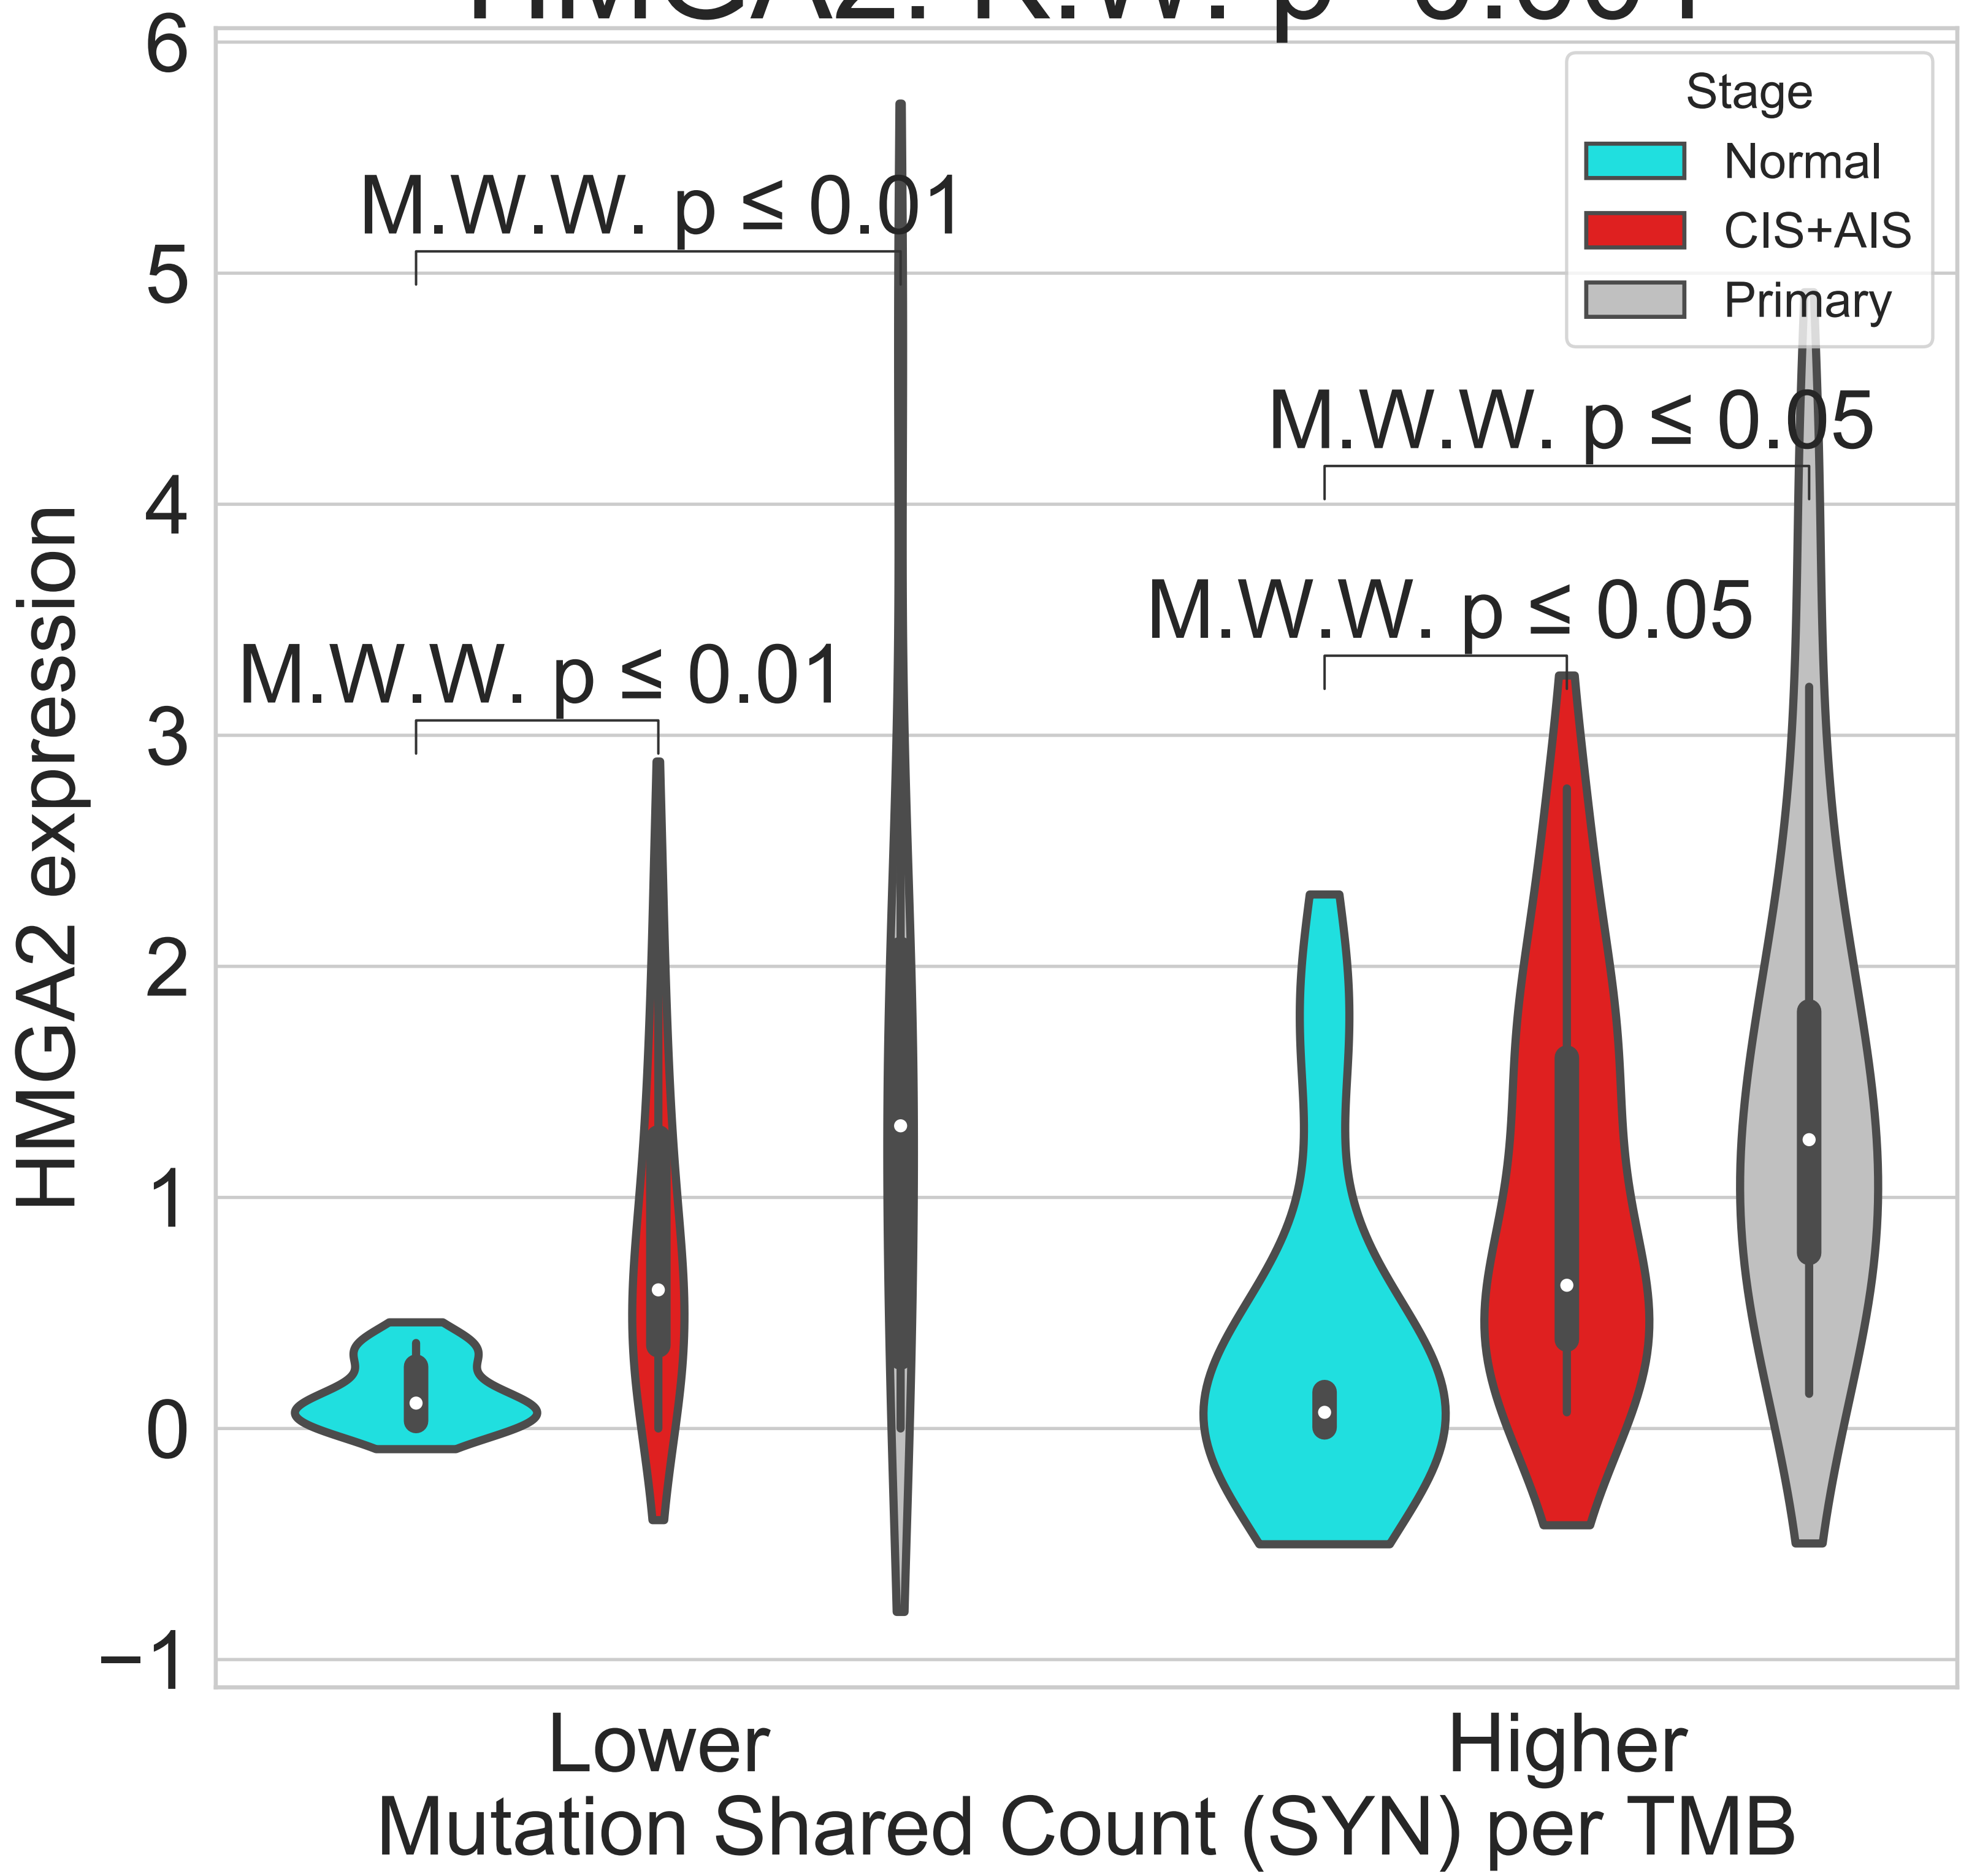 6
5
4
3
2
1
0
−1
HMGA2 expression
Stage
Normal
CIS+AIS
Primary
M.W.W. p ≤ 0.01
M.W.W. p ≤ 0.05
M.W.W. p ≤ 0.05
M.W.W. p ≤ 0.01
Lower
Higher
Mutation Shared Count (SYN) per TMB